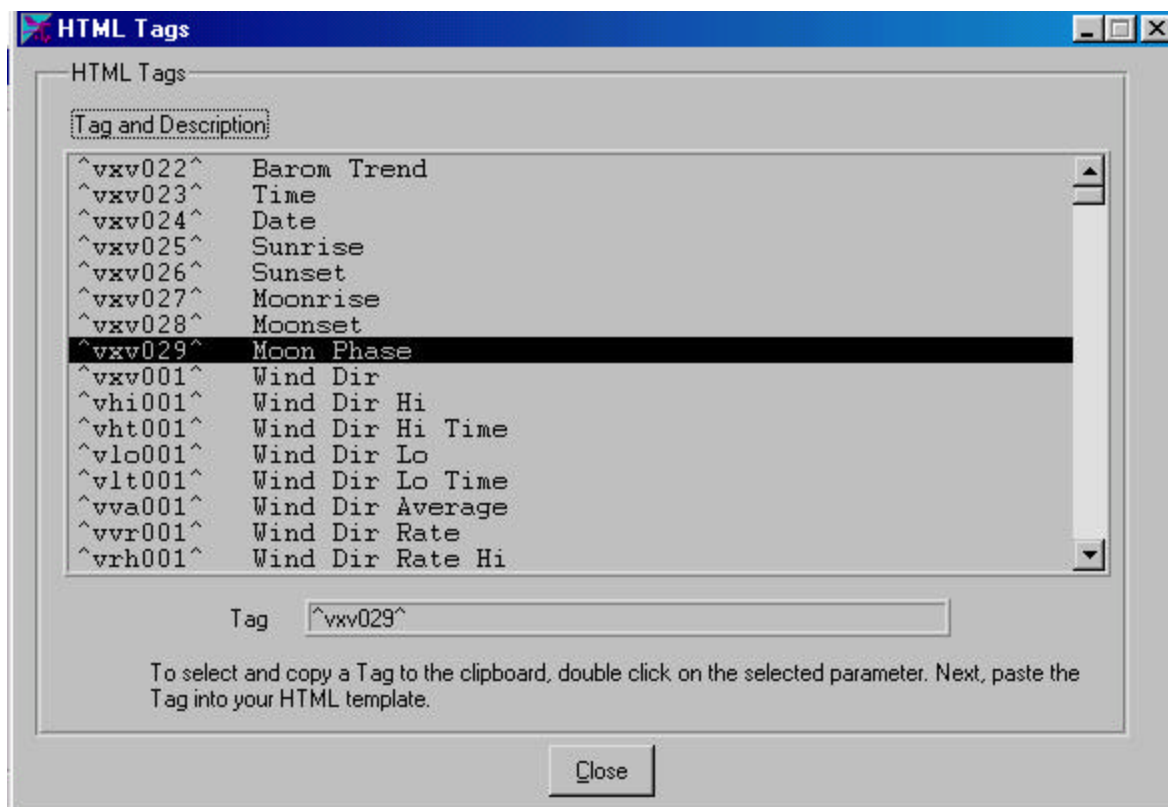 HTML Tags
HTML Tags
Tag and Description
^vxv022^ Barom Trend
^vxv023^ Time
^vxv024^ Date
^vxv025^ Sunrise
^vxv026^ Sunset
^vxv027^ Moonrise
^vxv028^ Moonset
^vxv029^ Moon Phase
^vxv001^ Wind Dir
^vhi001^ Wind Dir Hi
^vht001^ Wind Dir Hi Time
^vlo001^ Wind Dir Lo
^vlt001^ Wind Dir Lo Time
^vva001^ Wind Dir Average
^vvr001^ Wind Dir Rate
^vrh001^ Wind Dir Rate Hi
Tag ^vxv029^
To select and copy a Tag to the clipboard, double click on the selected parameter. Next, paste the
Tag into your HTML template.
Close